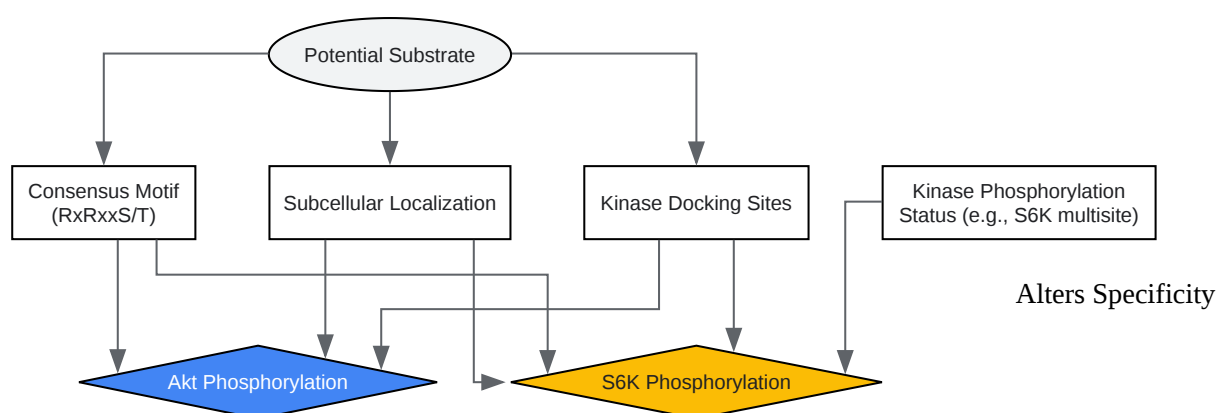 Potential Substrate
Consensus Motif
(RxRxxS/T)
Subcellular Localization
Kinase Docking Sites
Kinase Phosphorylation
Status (e.g., S6K multisite)
Alters Specificity
Akt Phosphorylation
S6K Phosphorylation